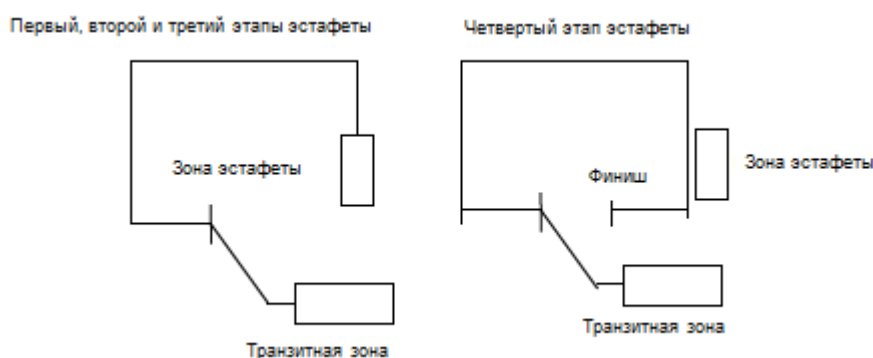 Первый, второй и третий этапы эстафеты
Четвертый этап эстафеты
Зона эстафеты
Финиш
Зона эстафеты
Транзитная зона
Транзитная зона